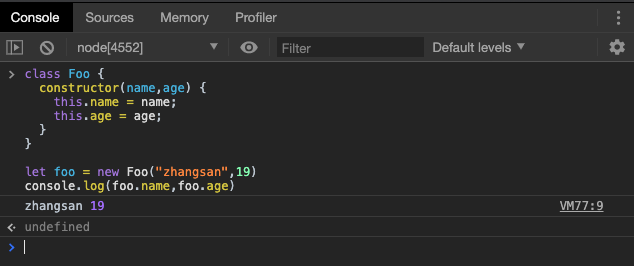 Console Sources Memory Profiler
node[4552] Filter Default levels
class Foo {
constructor(name,age) {
this.name = name;
this.age = age;
}
}
let foo = new Foo("zhangsan",19)
console.log(foo.name,foo.age)
zhangsan 19 VM77:9
undefined